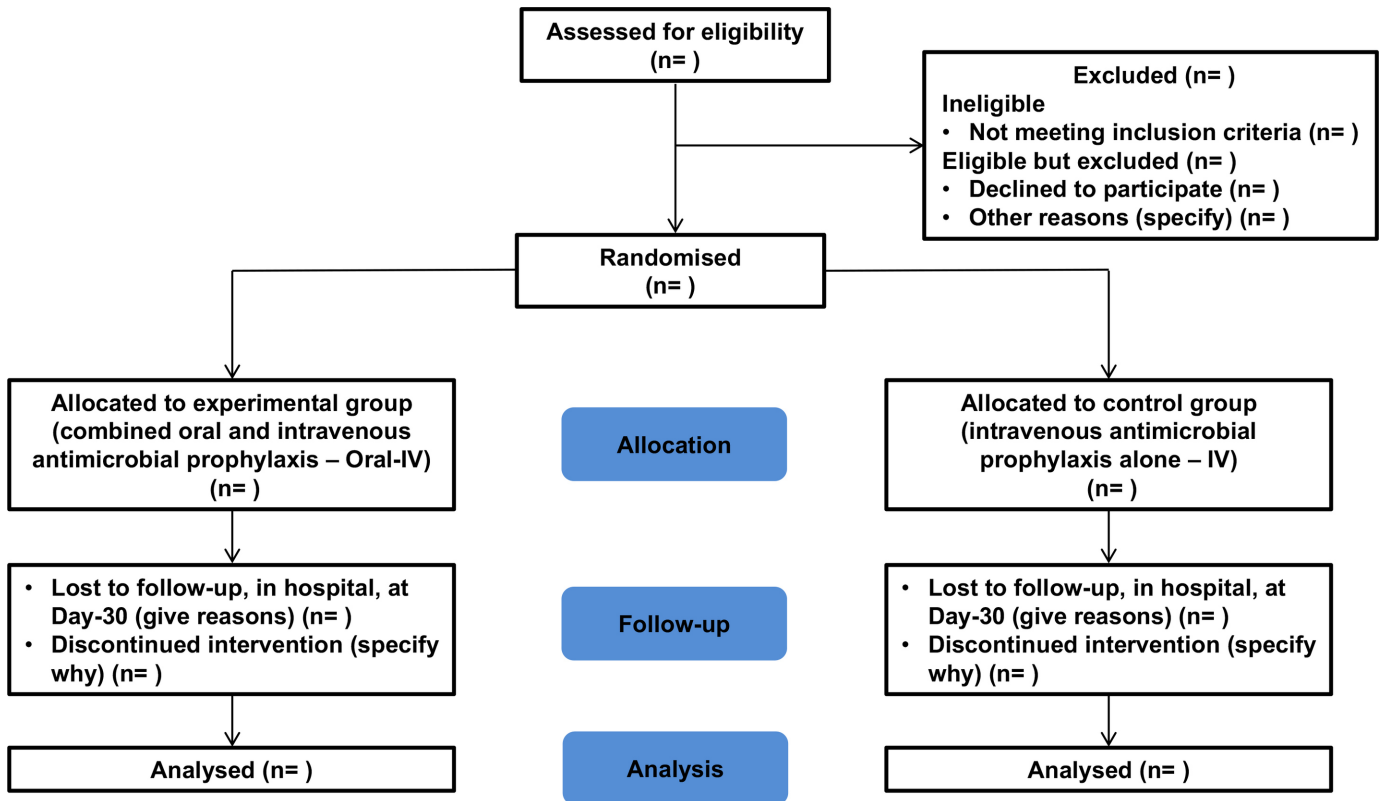 Assessed for eligibility
(n= )
Excluded (n= )
Ineligible
• Not meeting inclusion criteria (n= )
Eligible but excluded (n= )
• Declined to participate (n= )
• Other reasons (specify) (n= )
Randomised
(n= )
Allocated to experimental group
(combined oral and intravenous
antimicrobial prophylaxis – Oral-IV)
(n= )
Allocation
Allocated to control group
(intravenous antimicrobial
prophylaxis alone – IV)
(n= )
• Lost to follow-up, in hospital, at
Day-30 (give reasons) (n= )
• Discontinued intervention (specify
why) (n= )
Follow-up
• Lost to follow-up, in hospital, at
Day-30 (give reasons) (n= )
• Discontinued intervention (specify
why) (n= )
Analysed (n= )
Analysis
Analysed (n= )